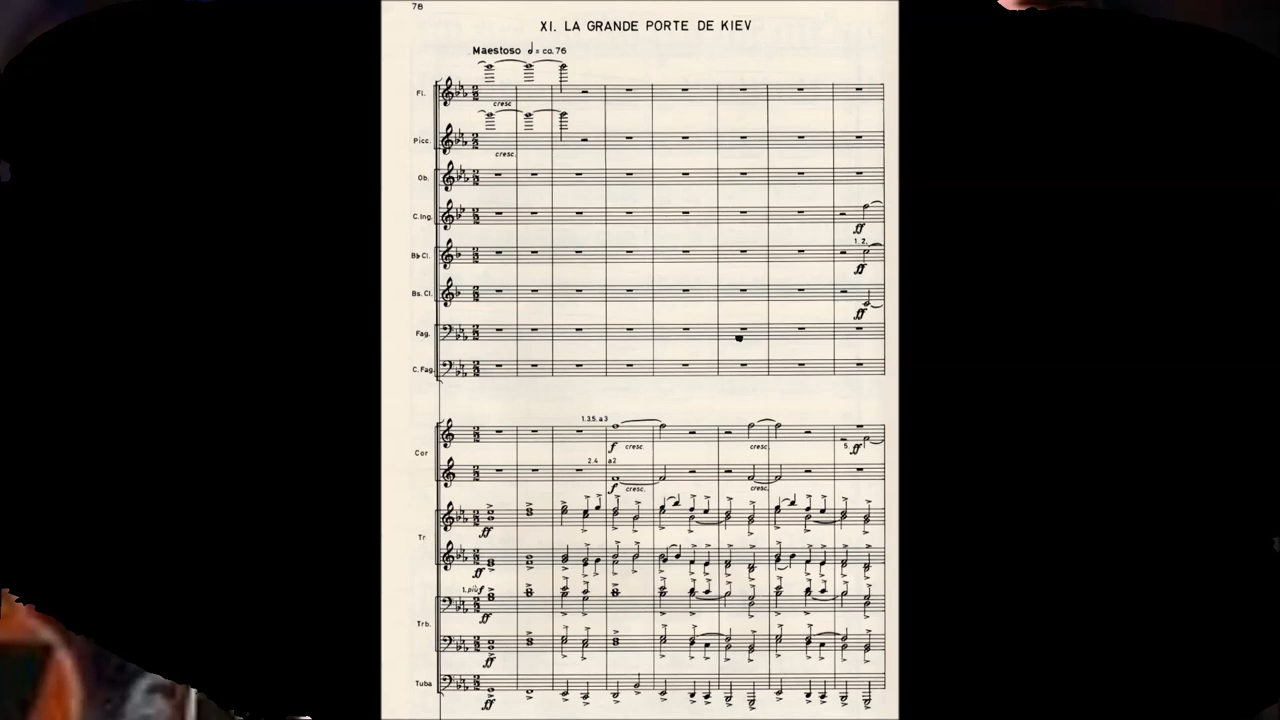 78
XI. LA GRANDE PORTE DE KIEV
Maestoso = ca. 76
Fl.
cresc
Picc.
cresc.
Ob.
C.Ing.
ff
1. 2.
B♭ Cl.
ff
Bs. Cl.
ff
Fag.
C. Fag.
1.3.5. a 3
Cor
f cresc.
cresc.
5. ff
2.4 a2
f cresc.
cresc.
Tr
ff
ff
1. più f
Trb.
ff
ff
Tuba
ff